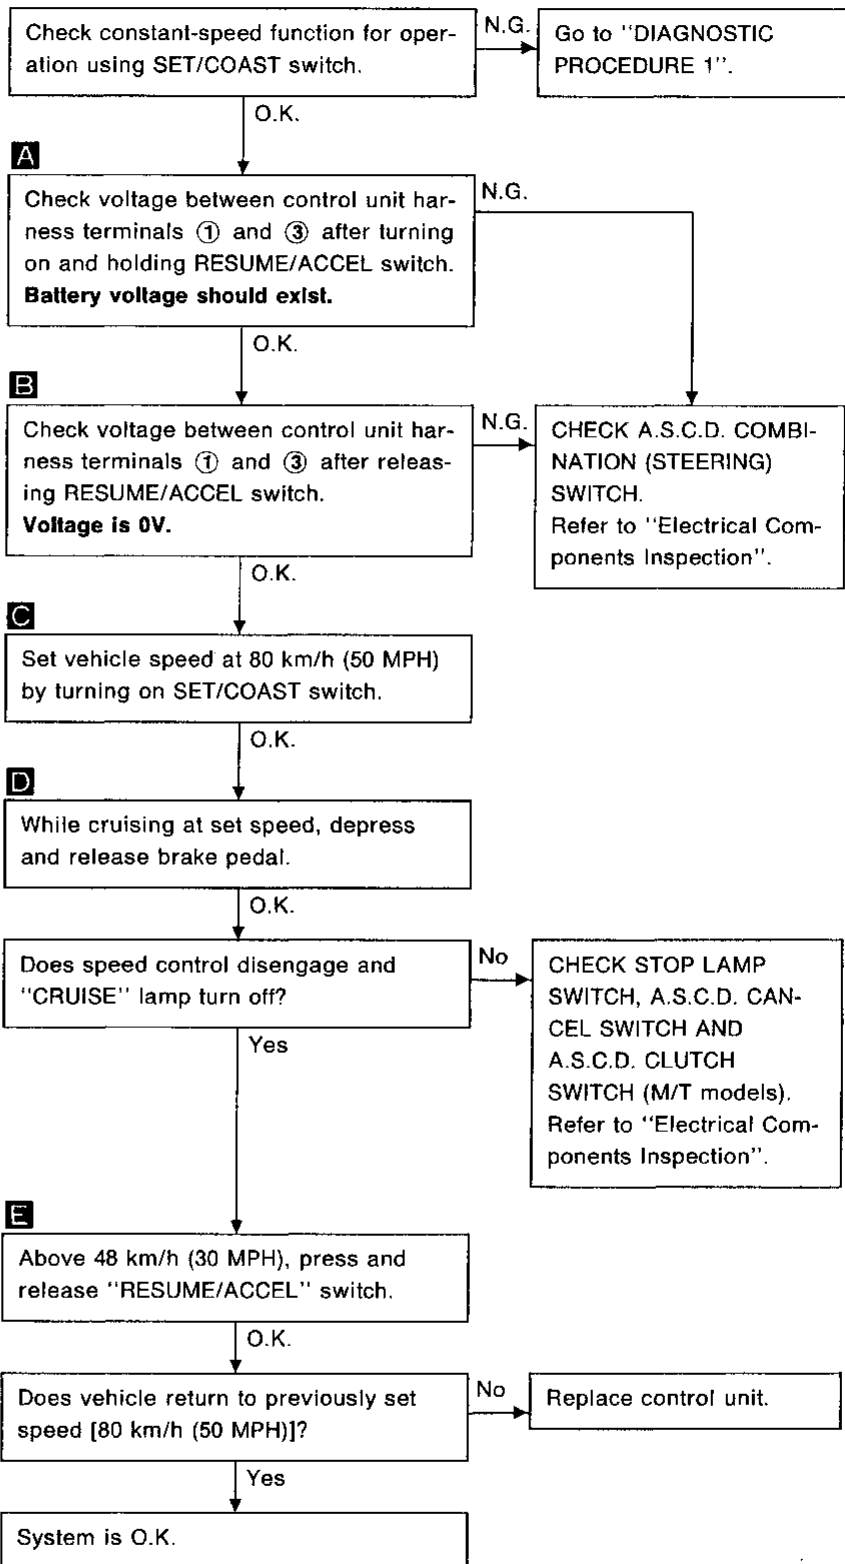 Check constant-speed function for oper-
ation using SET/COAST switch.
N.G.
Go to "DIAGNOSTIC
PROCEDURE 1".
O.K.
A
Check voltage between control unit har-
ness terminals ① and ③ after turning
on and holding RESUME/ACCEL switch.
Battery voltage should exist.
N.G.
O.K.
B
Check voltage between control unit har-
ness terminals ① and ③ after releas-
ing RESUME/ACCEL switch.
Voltage is 0V.
N.G.
CHECK A.S.C.D. COMBI-
NATION (STEERING)
SWITCH.
Refer to "Electrical Com-
ponents Inspection".
O.K.
C
Set vehicle speed at 80 km/h (50 MPH)
by turning on SET/COAST switch.
O.K.
D
While cruising at set speed, depress
and release brake pedal.
O.K.
Does speed control disengage and
"CRUISE" lamp turn off?
No
CHECK STOP LAMP
SWITCH, A.S.C.D. CAN-
CEL SWITCH AND
A.S.C.D. CLUTCH
SWITCH (M/T models).
Refer to "Electrical Com-
ponents Inspection".
Yes
E
Above 48 km/h (30 MPH), press and
release "RESUME/ACCEL" switch.
O.K.
Does vehicle return to previously set
speed [80 km/h (50 MPH)]?
No
Replace control unit.
Yes
System is O.K.